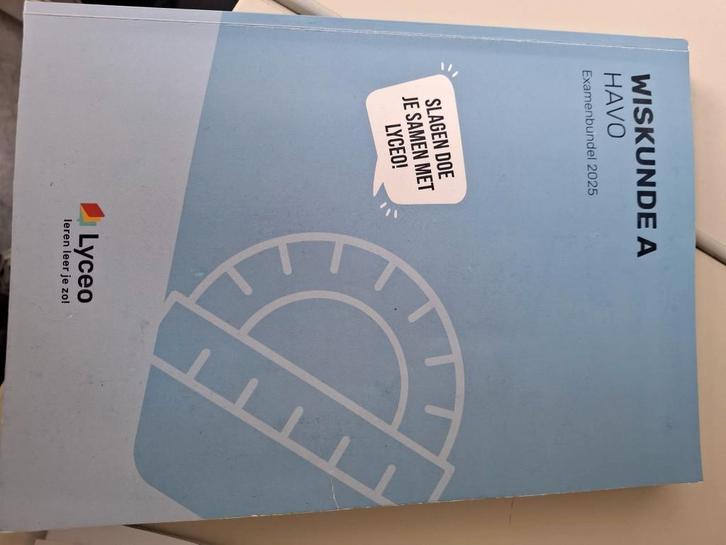 WISKUNDE A
HAVO
Examenbundel 2025
SLAGEN DOE
JE SAMEN MET
LYCEO!
Lyceo
leren leer je zo!